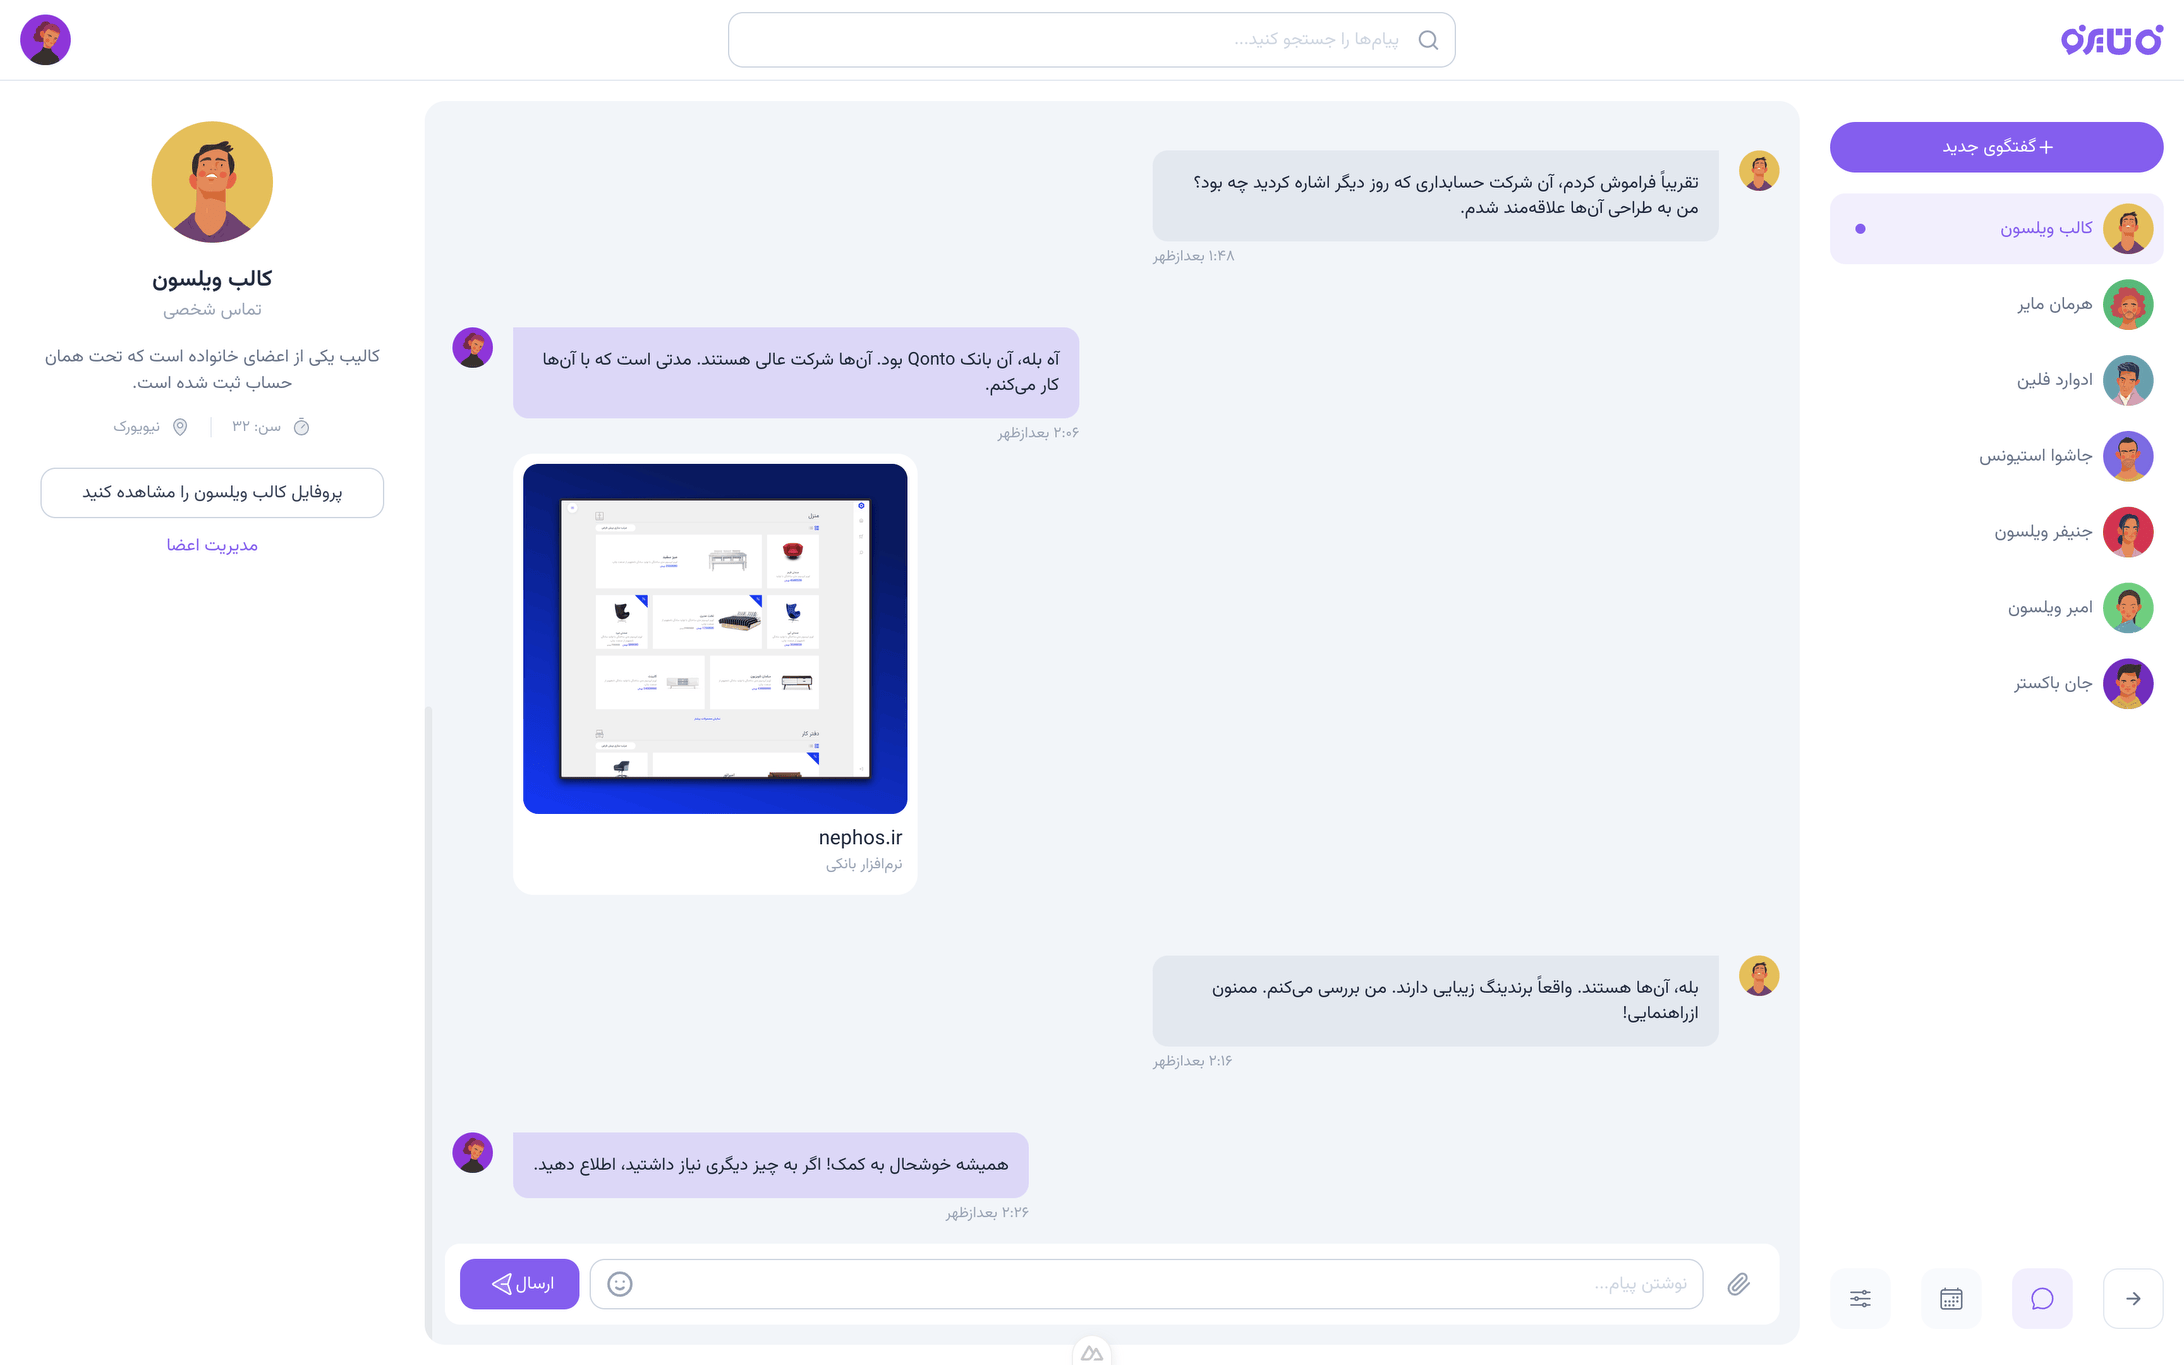 پیام‌ها را جستجو کنید...
گفتگوی جدید
کالب ویلسون
هرمان مایر
ادوارد فلین
جاشوا استیونس
جنیفر ویلسون
امبر ویلسون
جان باکستر
تقریباً فراموش کردم، آن شرکت حسابداری که روز دیگر اشاره کردید چه بود؟
من به طراحی آن‌ها علاقه‌مند شدم.
۱:۴۸ بعدازظهر
آه بله، آن بانک Qonto بود. آن‌ها شرکت عالی هستند. مدتی است که با آن‌ها
کار می‌کنم.
۲:۰۶ بعدازظهر
منزل
دفتر کار
nephos.ir
نرم‌افزار بانکی
بله، آن‌ها هستند. واقعاً برندینگ زیبایی دارند. من بررسی می‌کنم. ممنون
ازراهنمایی!
۲:۱۶ بعدازظهر
همیشه خوشحال به کمک! اگر به چیز دیگری نیاز داشتید، اطلاع دهید.
۲:۲۶ بعدازظهر
نوشتن پیام...
ارسال
کالب ویلسون
تماس شخصی
کالیب یکی از اعضای خانواده است که تحت همان
حساب ثبت شده است.
سن: ۳۲
نیویورک
پروفایل کالب ویلسون را مشاهده کنید
مدیریت اعضا